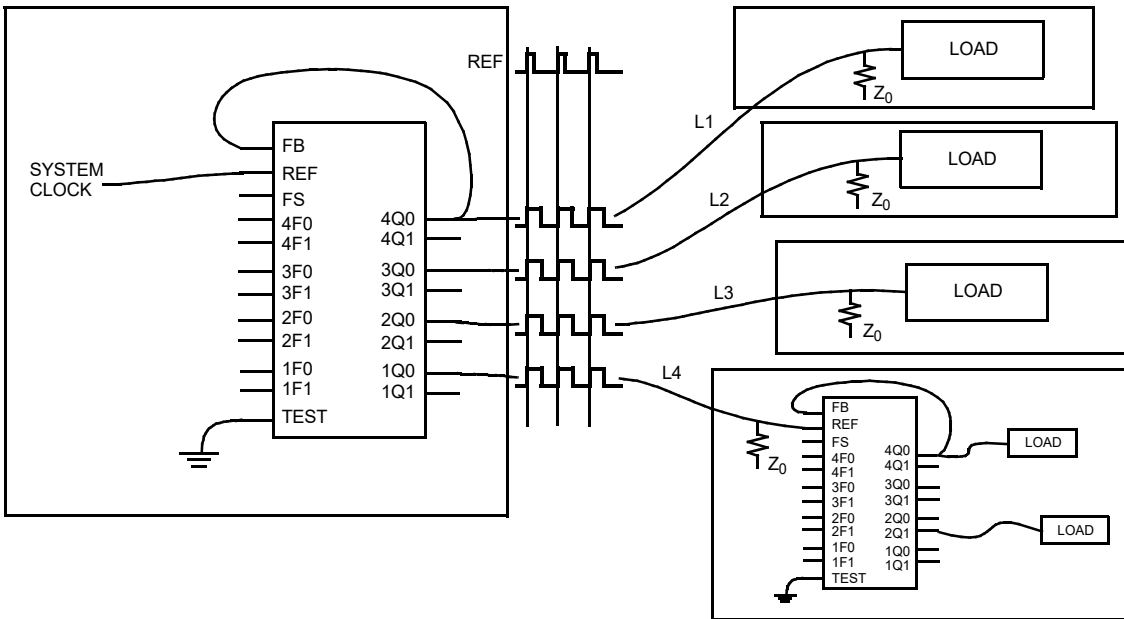 REF
SYSTEM
CLOCK
FB
REF
FS
4F0
4F1
3F0
3F1
2F0
2F1
1F0
1F1
TEST
4Q0
4Q1
3Q0
3Q1
2Q0
2Q1
1Q0
1Q1
L1
LOAD
Z0
L2
LOAD
Z0
L3
LOAD
Z0
L4
Z0
FB
REF
FS
4F0
4F1
3F0
3F1
2F0
2F1
1F0
1F1
TEST
4Q0
4Q1
3Q0
3Q1
2Q0
2Q1
1Q0
1Q1
LOAD
LOAD